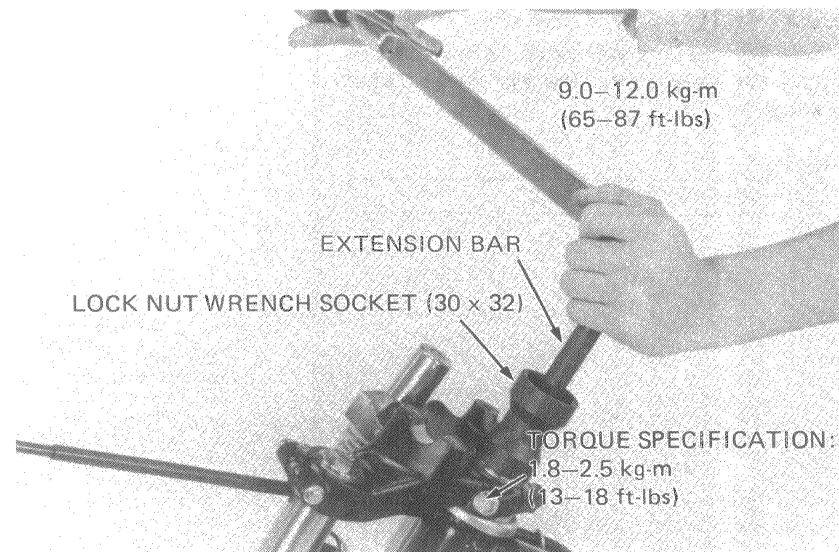 9.0–12.0 kg-m
(65–87 ft-lbs)
EXTENSION BAR
LOCK NUT WRENCH SOCKET (30 x 32)
TORQUE SPECIFICATION:
1.8–2.5 kg-m
(13–18 ft-lbs)